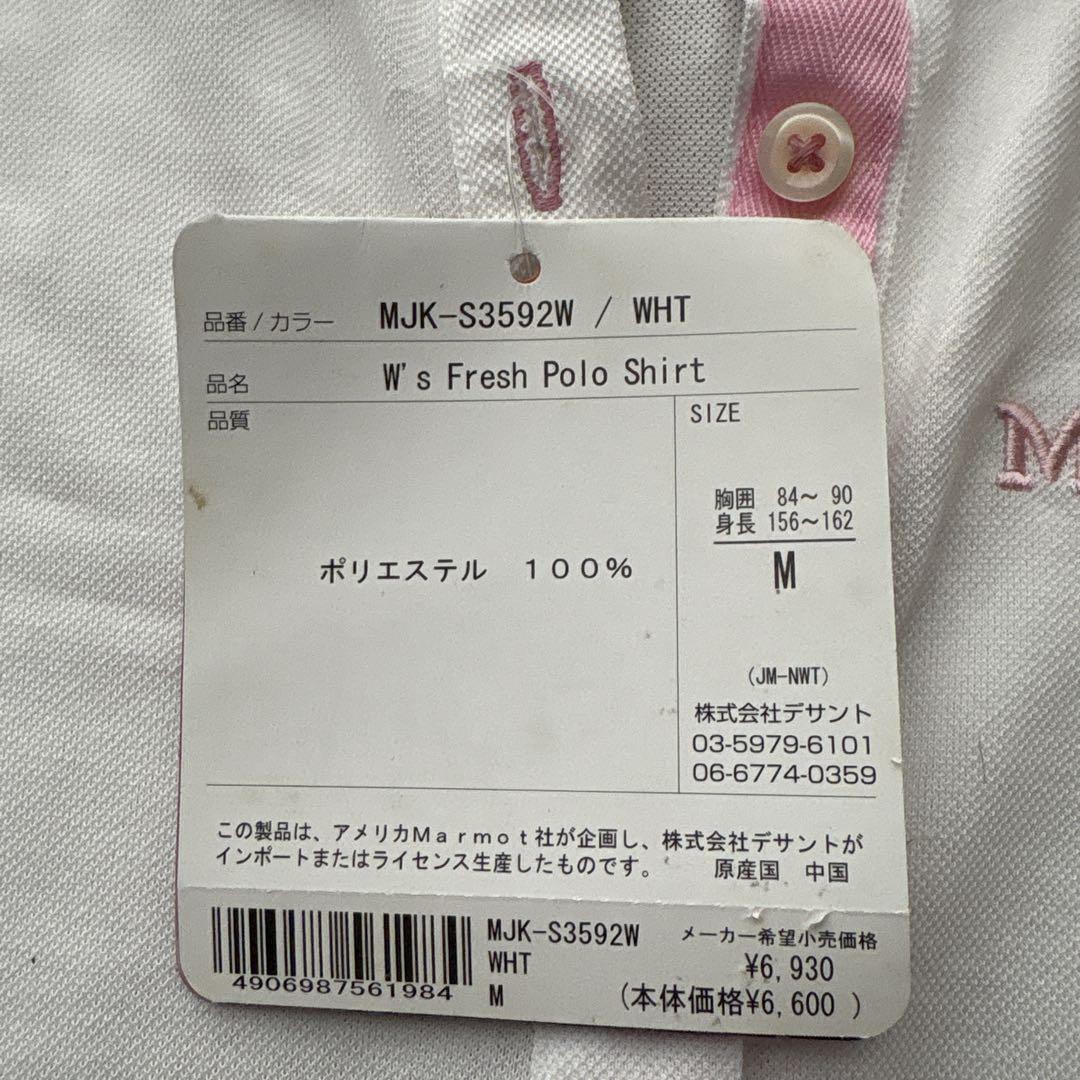 品番/カラー MJK-S3592W / WHT
品名 W's Fresh Polo Shirt
品質
ポリエステル 100%
SIZE
胸囲 84~ 90
身長 156~162
M
(JM-NWT)
株式会社デサント
03-5979-6101
06-6774-0359
この製品は、アメリカMarmot社が企画し、株式会社デサントが
インポートまたはライセンス生産したものです。 原産国 中国
4906987561984
MJK-S3592W
WHT
M
メーカー希望小売価格
¥6,930
(本体価格¥6,600 )
M